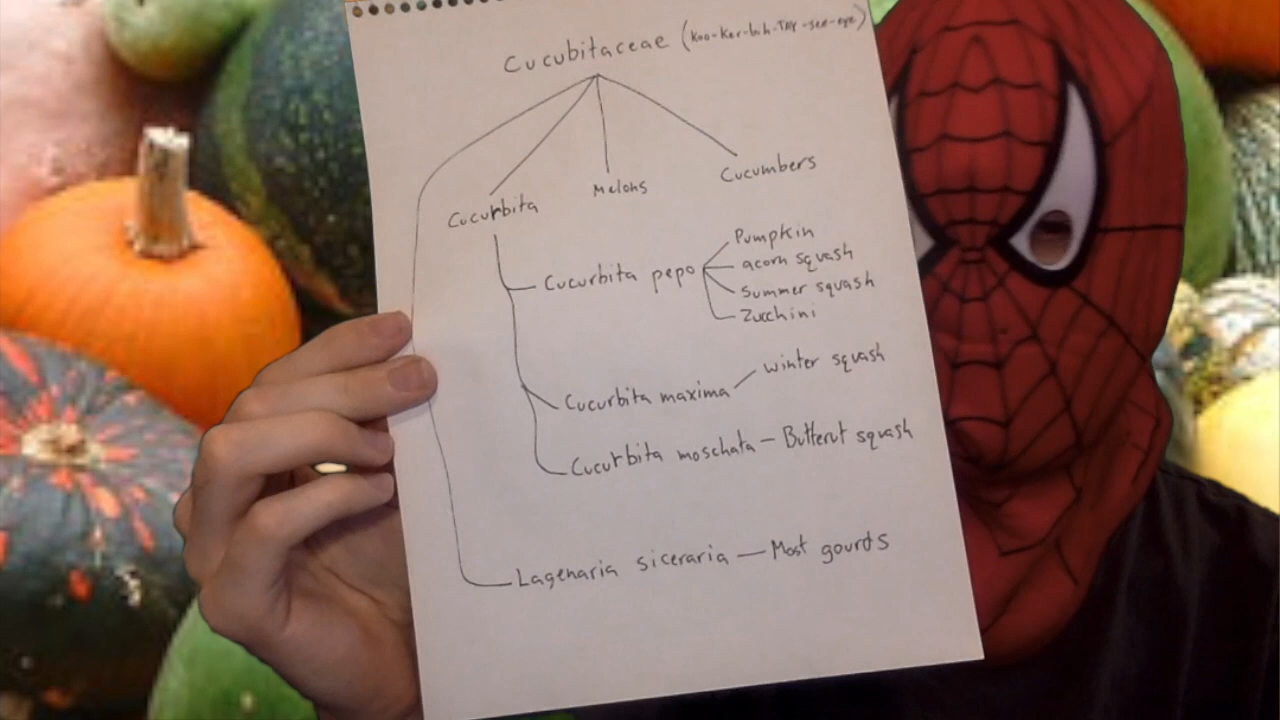 Cucubitaceae (Koo-Ker-bih-TAY-see-eye)
Cucurbita
Melons
Cucumbers
Cucurbita pepo
Pumpkin
acorn squash
Summer squash
Zucchini
Cucurbita maxima
winter squash
Cucurbita moschata – Butternut squash
Lagenaria siceraria — Most gourds